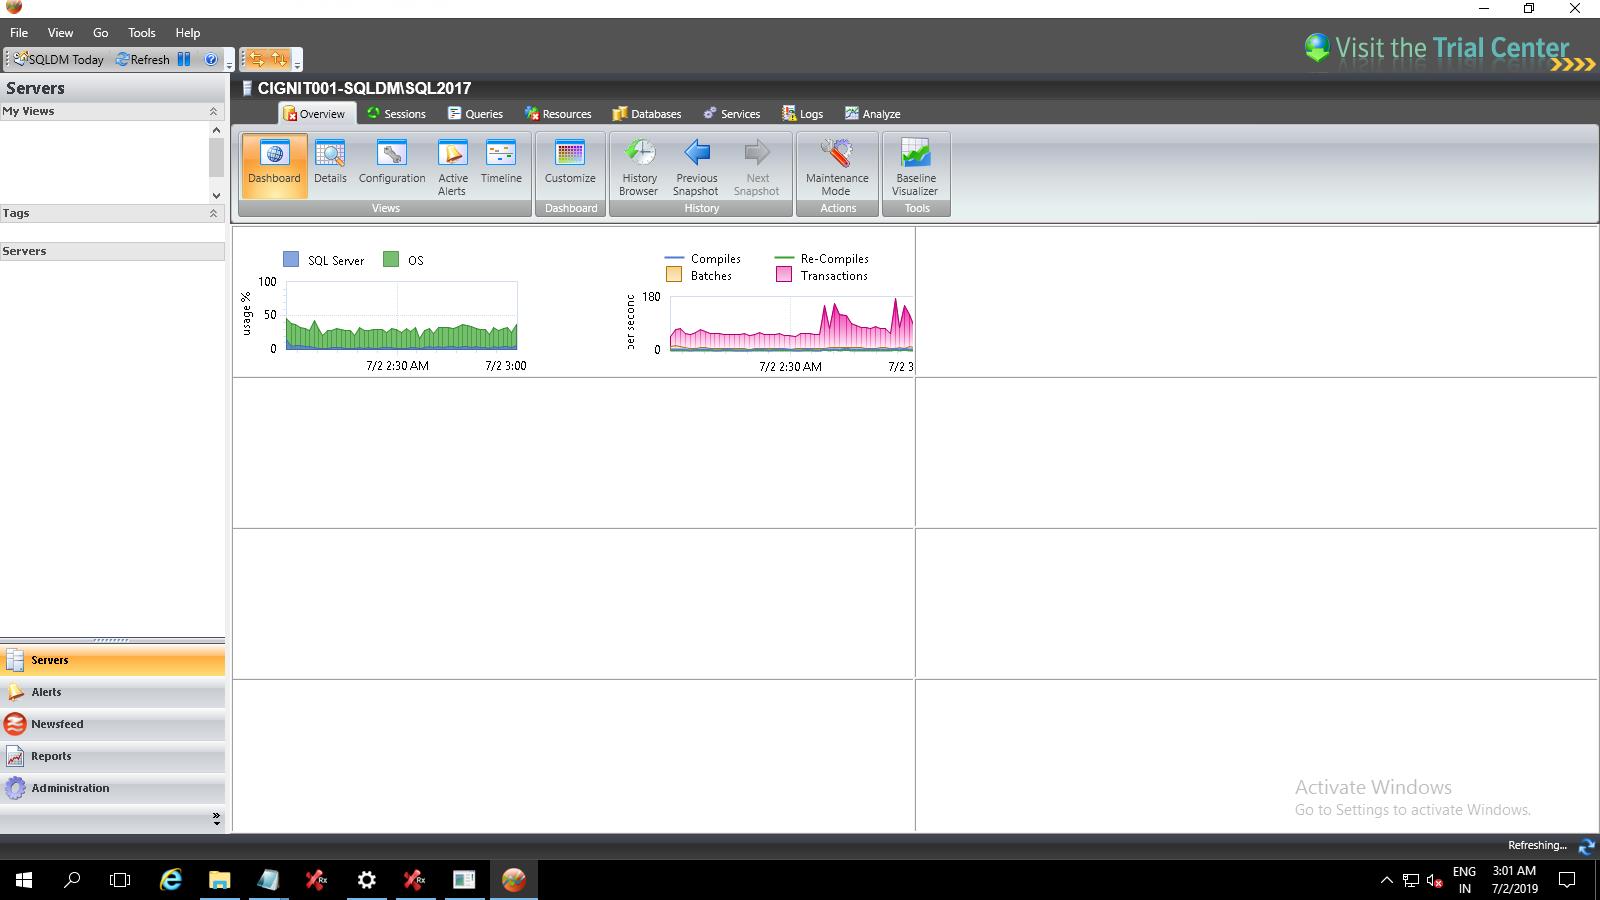 File View Go Tools Help
SQLDM Today Refresh
Visit the Trial Center
Servers
CIGNIT001-SQLDM\SQL2017
My Views
Overview Sessions Queries Resources Databases Services Logs Analyze
Dashboard Details Configuration Active Alerts Timeline
Views
Customize
Dashboard
History Browser Previous Snapshot Next Snapshot
History
Maintenance Mode
Actions
Baseline Visualizer
Tools
Tags
Servers
SQL Server OS
100
50
0
usage %
7/2 2:30 AM 7/2 3:00
Compiles Re-Compiles
Batches Transactions
180
0
per seconc
7/2 2:30 AM 7/2 3
Servers
Alerts
Newsfeed
Reports
Administration
Activate Windows
Go to Settings to activate Windows.
Refreshing...
ENG
IN
3:01 AM
7/2/2019